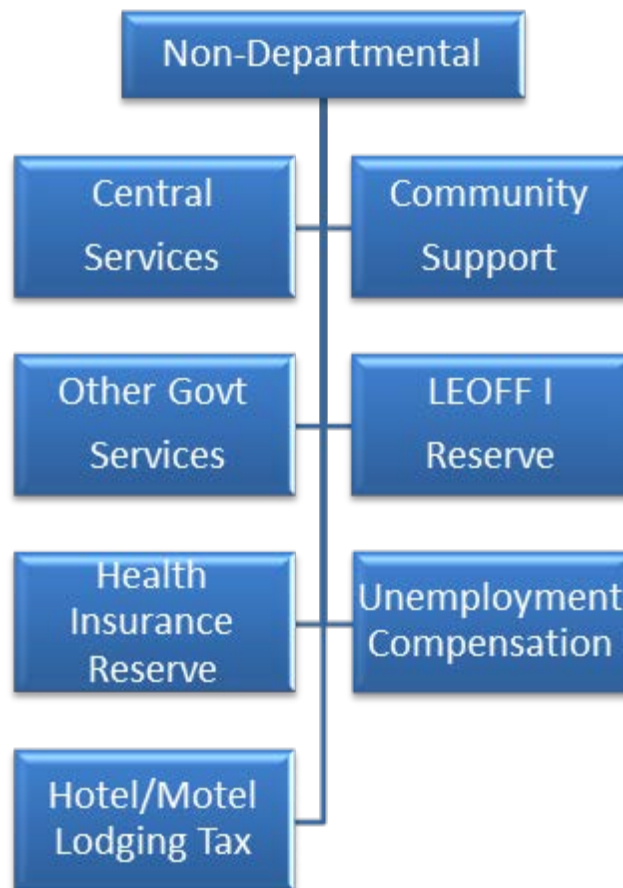 Non-Departmental
Central
Services
Community
Support
Other Govt
Services
LEOFF I
Reserve
Health
Insurance
Reserve
Unemployment
Compensation
Hotel/Motel
Lodging Tax